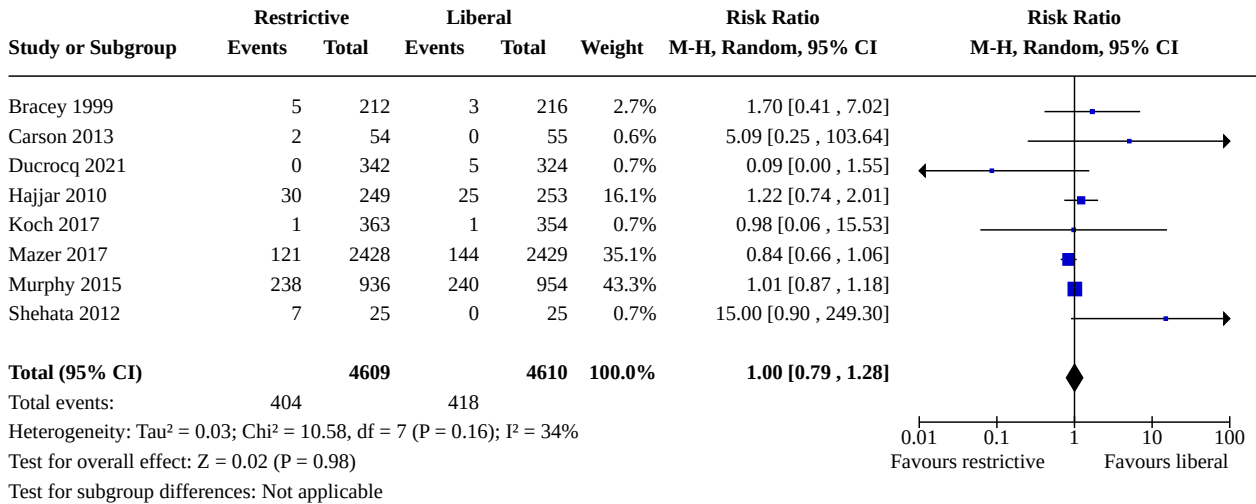 Restrictive Liberal Risk Ratio Risk Ratio
Study or Subgroup Events Total Events Total Weight M-H, Random, 95% CI M-H, Random, 95% CI
Bracey 1999 5 212 3 216 2.7% 1.70 [0.41 , 7.02]
Carson 2013 2 54 0 55 0.6% 5.09 [0.25 , 103.64]
Ducrocq 2021 0 342 5 324 0.7% 0.09 [0.00 , 1.55]
Hajjar 2010 30 249 25 253 16.1% 1.22 [0.74 , 2.01]
Koch 2017 1 363 1 354 0.7% 0.98 [0.06 , 15.53]
Mazer 2017 121 2428 144 2429 35.1% 0.84 [0.66 , 1.06]
Murphy 2015 238 936 240 954 43.3% 1.01 [0.87 , 1.18]
Shehata 2012 7 25 0 25 0.7% 15.00 [0.90 , 249.30]
Total (95% CI) 4609 4610 100.0% 1.00 [0.79 , 1.28]
Total events: 404 418
Heterogeneity: Tau² = 0.03; Chi² = 10.58, df = 7 (P = 0.16); I² = 34%
0.01 0.1 1 10 100
Test for overall effect: Z = 0.02 (P = 0.98) Favours restrictive Favours liberal
Test for subgroup differences: Not applicable